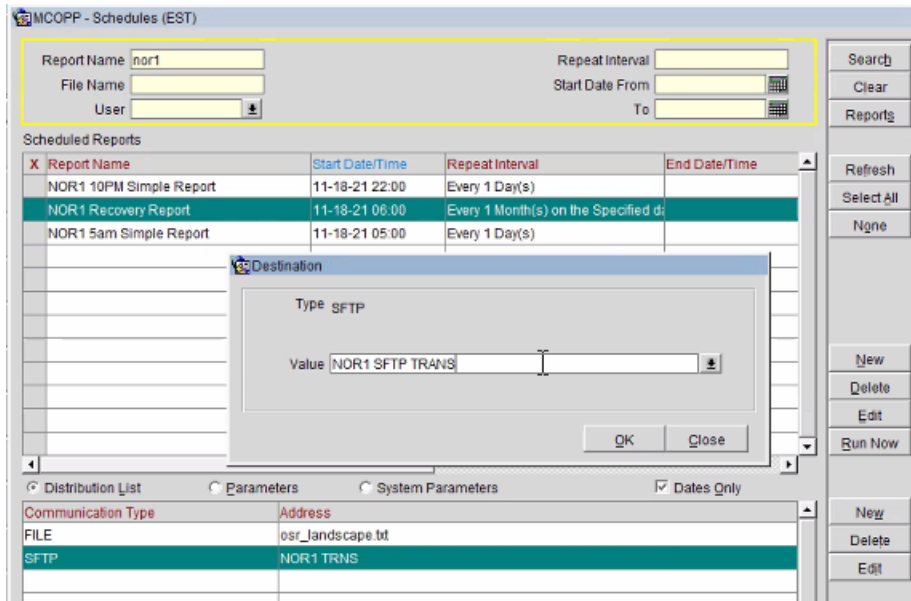 MCOPP - Schedules (EST)
Report Name nor1 Repeat Interval Search
File Name Start Date From Clear
User To Reports
Scheduled Reports
X Report Name Start Date/Time Repeat Interval End Date/Time
NOR1 10PM Simple Report 11-18-21 22:00 Every 1 Day(s) Refresh
NOR1 Recovery Report 11-18-21 06:00 Every 1 Month(s) on the Specified da Select All
NOR1 5am Simple Report 11-18-21 05:00 Every 1 Day(s) None
Destination
Type SFTP
Value NOR1 SFTP TRANS New
Delete
Edit
OK Close Run Now
Distribution List Parameters System Parameters Dates Only
Communication Type Address New
FILE osr_landscape.txt Delete
SFTP NOR1 TRNS Edit